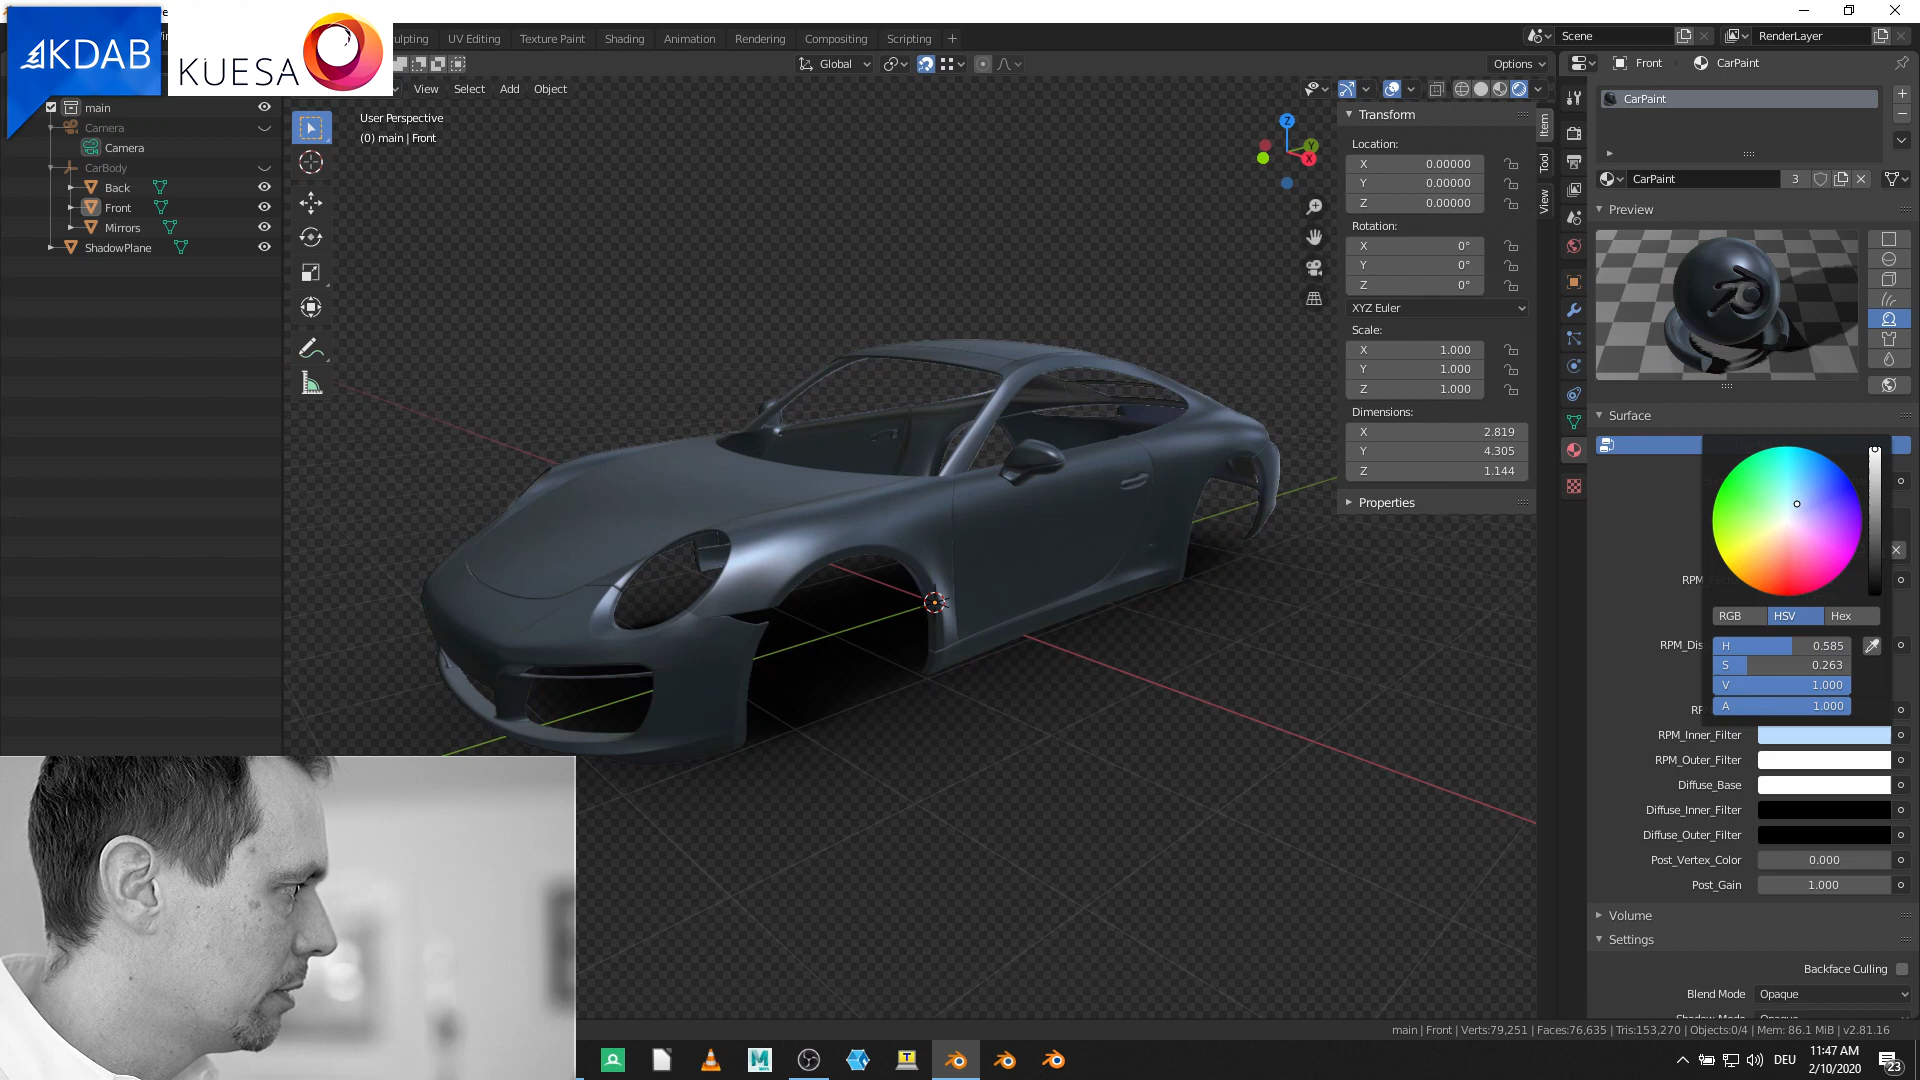 KDAB
KUESA
UV Editing
Texture Paint
Shading
Animation
Rendering
Compositing
Scripting
Scene
RenderLayer
Global
Options
Front
CarPaint
View
Select
Add
Object
main
Camera
Camera
CarBody
Back
Front
Mirrors
ShadowPlane
User Perspective
(0) main | Front
Z
Y
X
Transform
Location:
X 0.00000
Y 0.00000
Z 0.00000
Rotation:
X 0°
Y 0°
Z 0°
XYZ Euler
Scale:
X 1.000
Y 1.000
Z 1.000
Dimensions:
X 2.819
Y 4.305
Z 1.144
Properties
Item
Tool
View
CarPaint
CarPaint
3
Preview
Surface
RGB
HSV
Hex
H 0.585
S 0.263
V 1.000
A 1.000
RPM_Inner_Filter
RPM_Outer_Filter
Diffuse_Base
Diffuse_Inner_Filter
Diffuse_Outer_Filter
Post_Vertex_Color 0.000
Post_Gain 1.000
Volume
Settings
Backface Culling
Blend Mode Opaque
main | Front | Verts:79,251 | Faces:76,635 | Tris:153,270 | Objects:0/4 | Mem: 86.1 MiB | v2.81.16
DEU
11:47 AM
2/10/2020
23